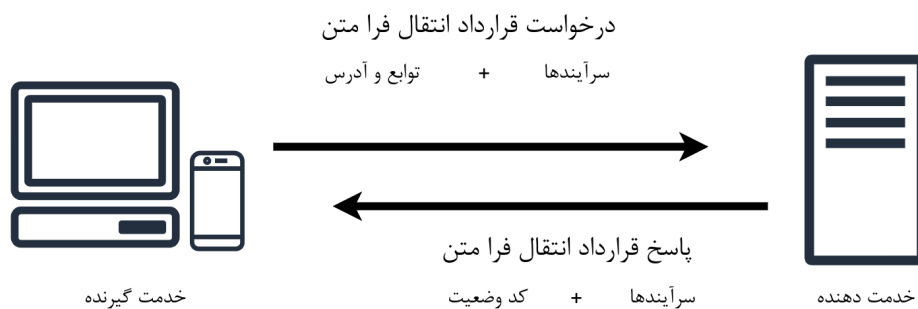 درخواست قرارداد انتقال فرا متن
سرآیندها + توابع و آدرس
پاسخ قرارداد انتقال فرا متن
سرآیندها + کد وضعیت
خدمت دهنده
خدمت گیرنده